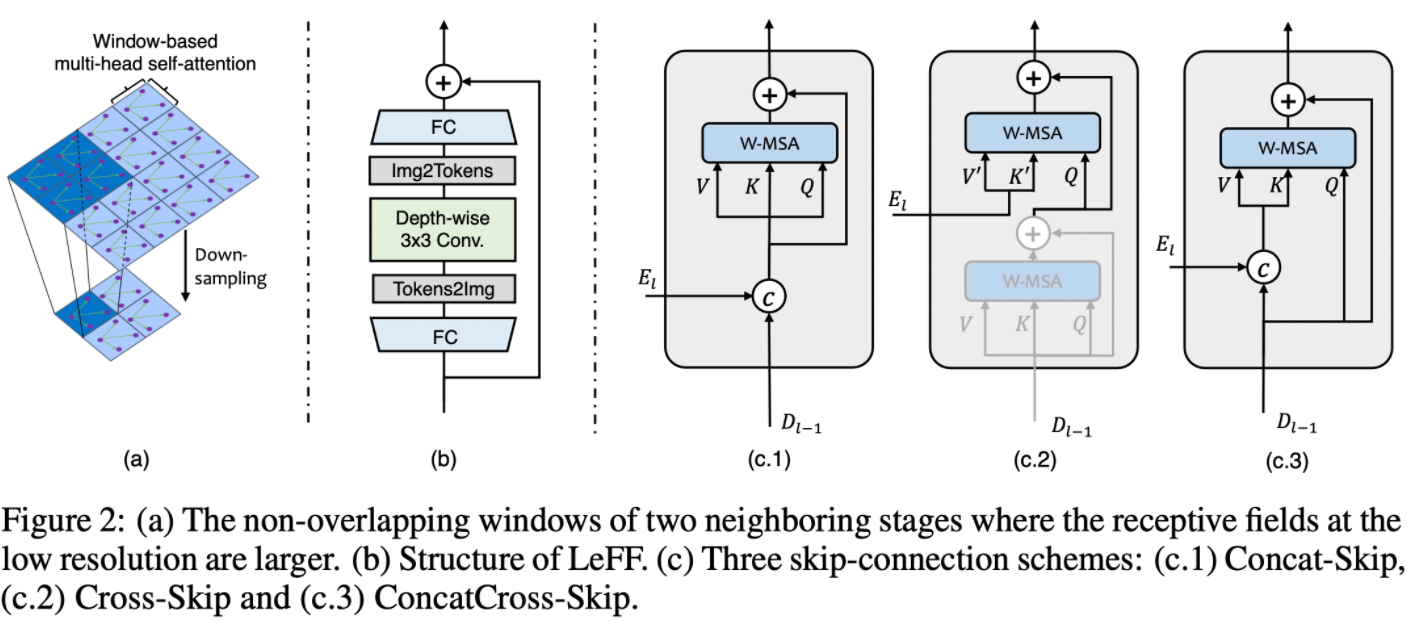 Window-based
multi-head self-attention
Down-
sampling
(a)
+
FC
Img2Tokens
Depth-wise
3x3 Conv.
Tokens2Img
FC
(b)
+
W-MSA
V K Q
E_l
C
D_{l-1}
(c.1)
+
W-MSA
V' K' Q
E_l
+
W-MSA
V K Q
D_{l-1}
(c.2)
+
W-MSA
V K Q
E_l
C
D_{l-1}
(c.3)
Figure 2: (a) The non-overlapping windows of two neighboring stages where the receptive fields at the
low resolution are larger. (b) Structure of LeFF. (c) Three skip-connection schemes: (c.1) Concat-Skip,
(c.2) Cross-Skip and (c.3) ConcatCross-Skip.